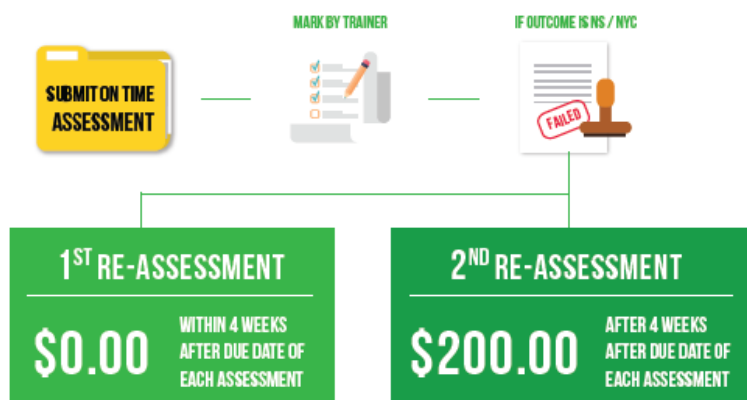 MARK BY TRAINER
IF OUTCOME IS NS / NYC
SUBMIT ON TIME
ASSESSMENT
FAILED
1ST RE-ASSESSMENT
$0.00
WITHIN 4 WEEKS
AFTER DUE DATE OF
EACH ASSESSMENT
2ND RE-ASSESSMENT
$200.00
AFTER 4 WEEKS
AFTER DUE DATE OF
EACH ASSESSMENT